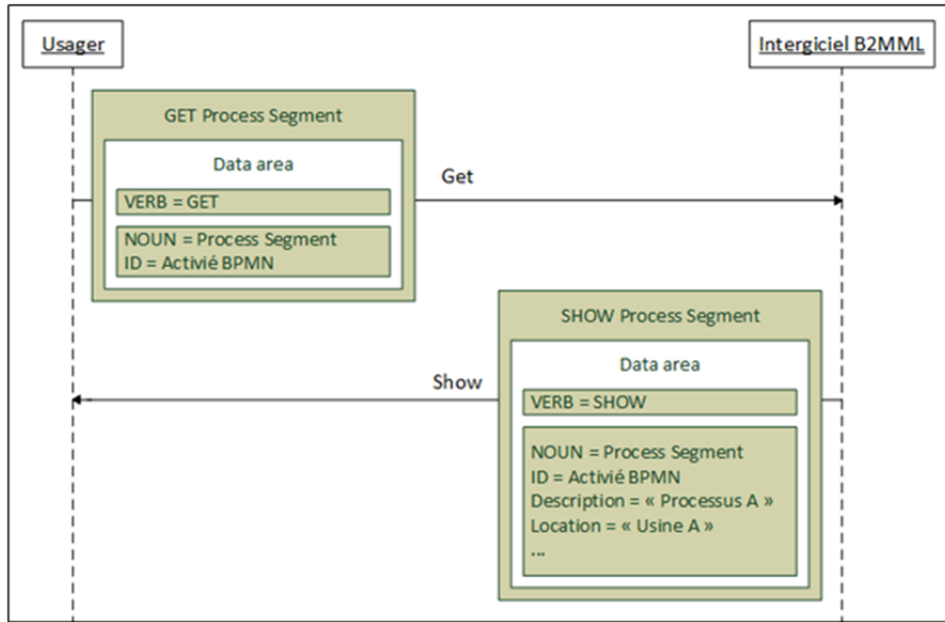 Usager
Intergiciel B2MML
GET Process Segment
Data area
VERB = GET
NOUN = Process Segment
ID = Activié BPMN
Get
SHOW Process Segment
Data area
Show
VERB = SHOW
NOUN = Process Segment
ID = Activié BPMN
Description = « Processus A »
Location = « Usine A »
...